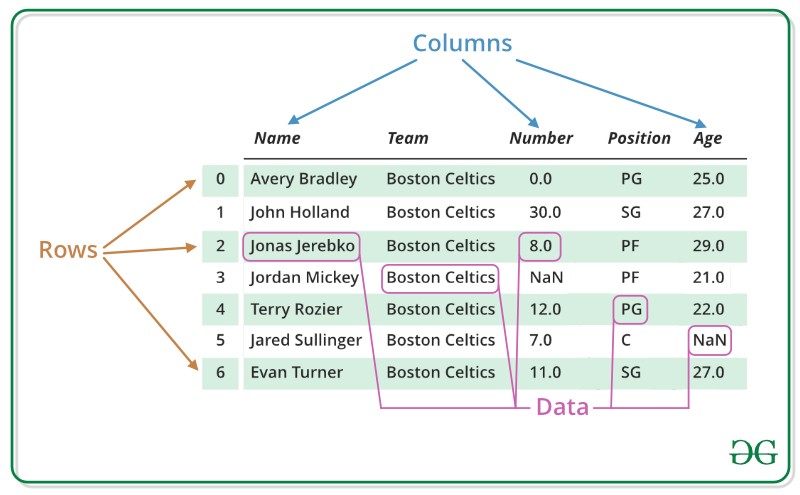 Columns
Name Team Number Position Age
0 Avery Bradley Boston Celtics 0.0 PG 25.0
1 John Holland Boston Celtics 30.0 SG 27.0
Rows
2 Jonas Jerebko Boston Celtics 8.0 PF 29.0
3 Jordan Mickey Boston Celtics NaN PF 21.0
4 Terry Rozier Boston Celtics 12.0 PG 22.0
5 Jared Sullinger Boston Celtics 7.0 C NaN
6 Evan Turner Boston Celtics 11.0 SG 27.0
Data